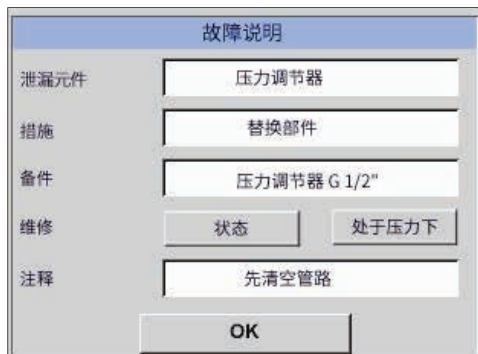 故障说明
泄漏元件 压力调节器
措施 替换部件
备件 压力调节器 G 1/2"
维修 状态 处于压力下
注释 先清空管路
OK